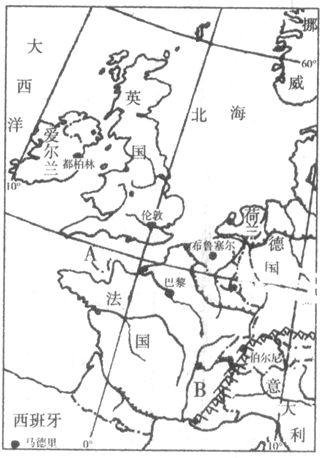 大西洋
挪威
60°
英国
北海
爱尔兰
都柏林
10°
伦敦
荷兰
布鲁塞尔
德国
A
巴黎
法国
伯尔尼
B
意大利
西班牙
马德里
0°
10°